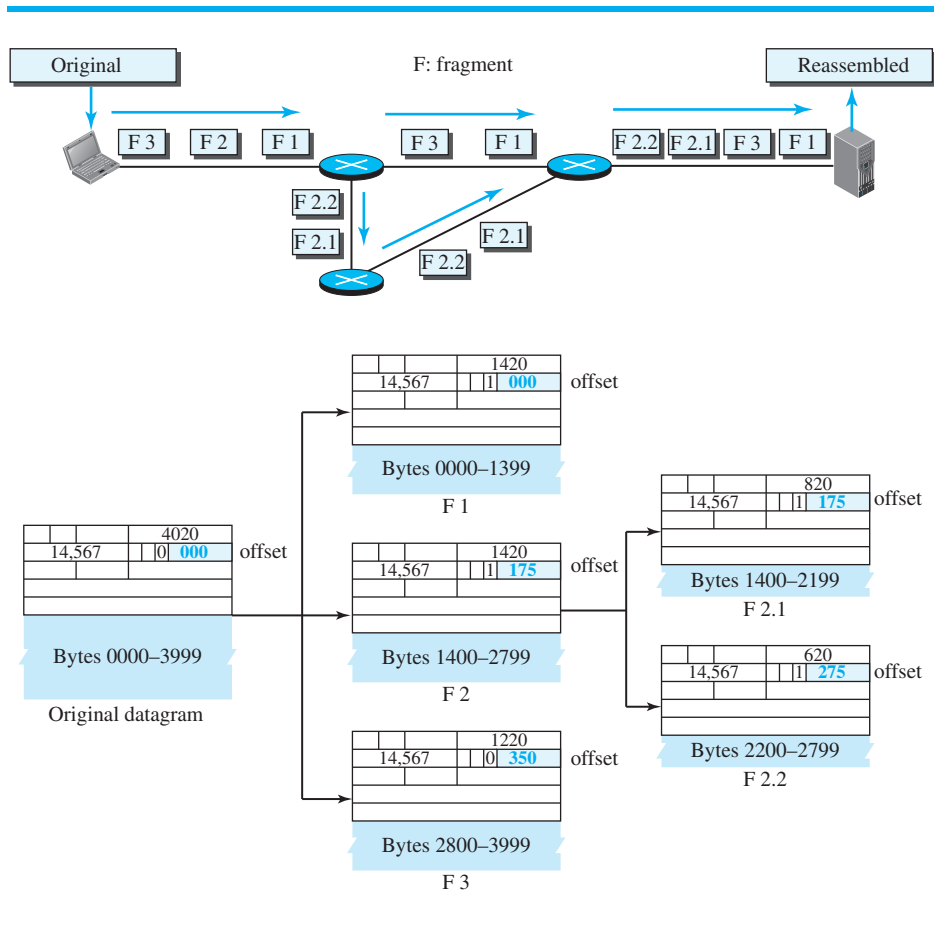 Original
F: fragment
Reassembled
F 3
F 2
F 1
F 3
F 1
F 2.2
F 2.1
F 3
F 1
F 2.2
F 2.1
F 2.1
F 2.2
1420
14,567
1
000
offset
Bytes 0000–1399
F 1
4020
14,567
0
000
offset
Bytes 0000–3999
Original datagram
1420
14,567
1
175
offset
Bytes 1400–2799
F 2
1220
14,567
0
350
offset
Bytes 2800–3999
F 3
820
14,567
1
175
offset
Bytes 1400–2199
F 2.1
620
14,567
1
275
offset
Bytes 2200–2799
F 2.2